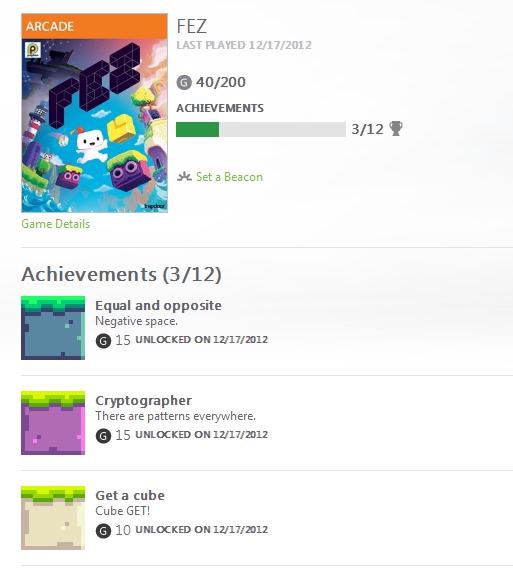 ARCADE
FEZ
FEZ
LAST PLAYED 12/17/2012
G 40/200
ACHIEVEMENTS
3/12
Set a Beacon
trapdoor
Game Details
Achievements (3/12)
Equal and opposite
Negative space.
G 15 UNLOCKED ON 12/17/2012
Cryptographer
There are patterns everywhere.
G 15 UNLOCKED ON 12/17/2012
Get a cube
Cube GET!
G 10 UNLOCKED ON 12/17/2012